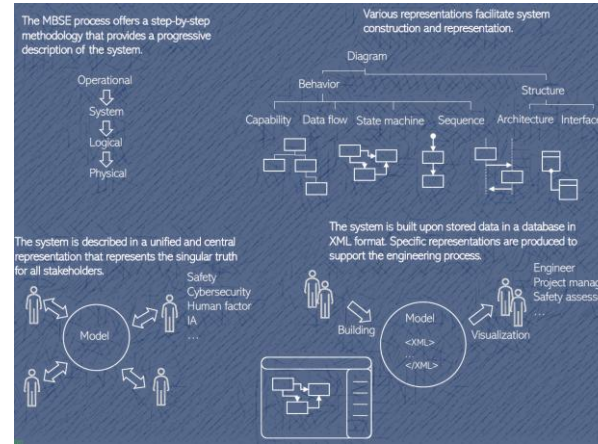 The MBSE process offers a step-by-step
methodology that provides a progressive
description of the system.
Operational
System
Logical
Physical
Various representations facilitate system
construction and representation.
Diagram
Behavior
Structure
Capability Data flow State machine Sequence Architecture Interface
The system is described in a unified and central
representation that represents the singular truth
for all stakeholders.
Safety
Cybersecurity
Human factor
IA
...
Model
The system is built upon stored data in a database in
XML format. Specific representations are produced to
support the engineering process.
Engineer
Project manag
Safety assess
...
Building
Model
<XML>
...
</XML>
Visualization